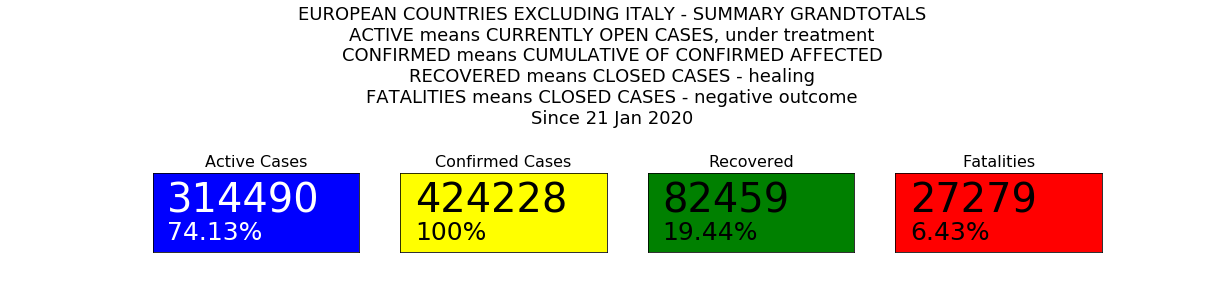 EUROPEAN COUNTRIES EXCLUDING ITALY - SUMMARY GRANDTOTALS
ACTIVE means CURRENTLY OPEN CASES, under treatment
CONFIRMED means CUMULATIVE OF CONFIRMED AFFECTED
RECOVERED means CLOSED CASES - healing
FATALITIES means CLOSED CASES - negative outcome
Since 21 Jan 2020
Active Cases
314490
74.13%
Confirmed Cases
424228
100%
Recovered
82459
19.44%
Fatalities
27279
6.43%